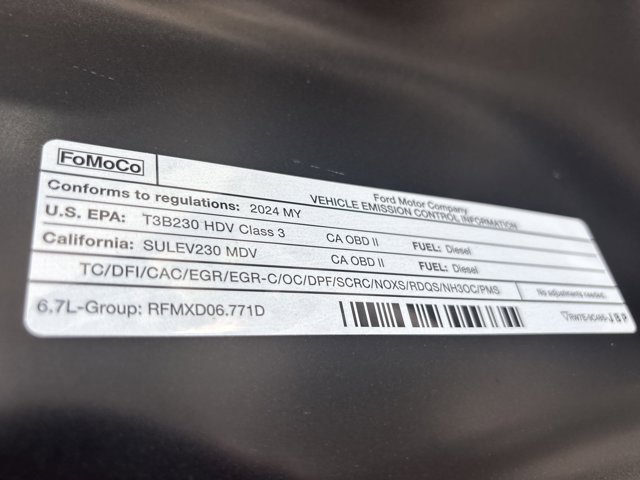 FoMoCo
Ford Motor Company
VEHICLE EMISSION CONTROL INFORMATION
Conforms to regulations: 2024 MY
U.S. EPA: T3B230 HDV Class 3 CA OBD II FUEL: Diesel
California: SULEV230 MDV CA OBD II FUEL: Diesel
TC/DFI/CAC/EGR/EGR-C/OC/DPF/SCRC/NOXS/RDQS/NH3OC/PMS No adjustments needed.
6.7L-Group: RFMXD06.771D